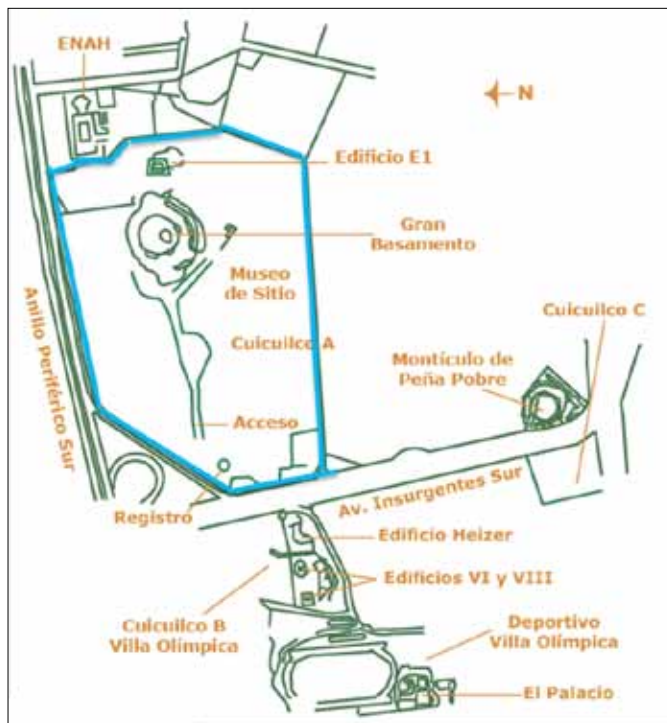 ENAH
N
Edificio E1
Gran
Basamento
Museo
de Sitio
Cuicuilco C
Cuicuilco A
Montículo de
Peña Pobre
Anillo Periférico Sur
Acceso
Av. Insurgentes Sur
Registro
Edificio Heizer
Edificios VI y VIII
Cuicuilco B
Villa Olímpica
Deportivo
Villa Olímpica
El Palacio